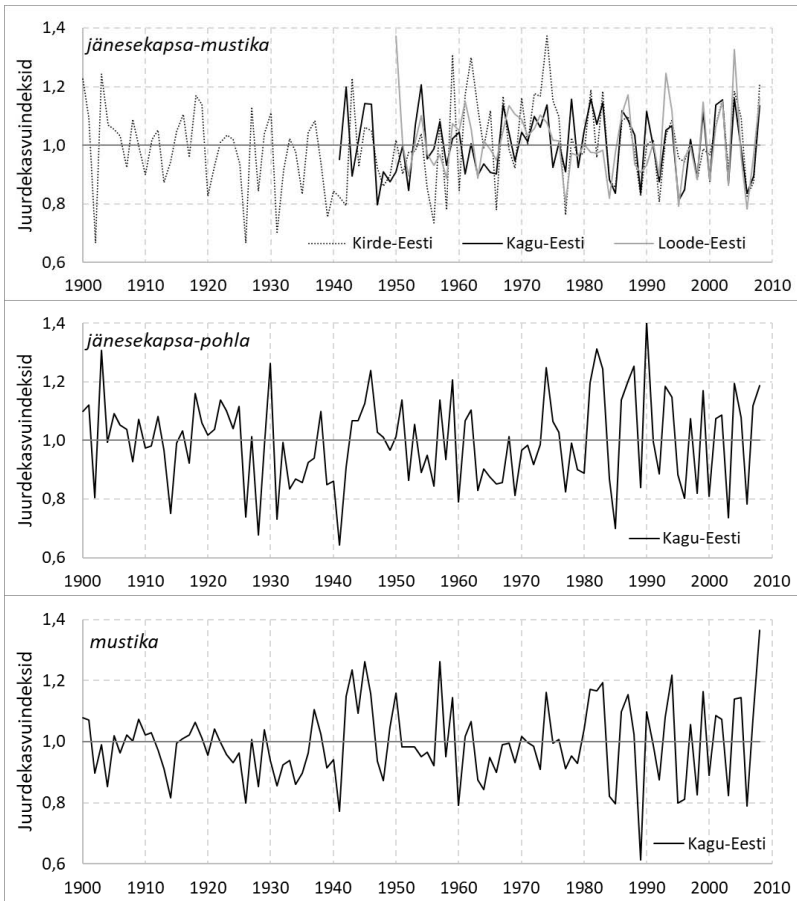 jänesekapsa-mustika
Juurdekasvuindeksid
1,4
1,2
1,0
0,8
0,6
Kirde-Eesti Kagu-Eesti Loode-Eesti
1900 1910 1920 1930 1940 1950 1960 1970 1980 1990 2000 2010
jänesekapsa-pohla
Juurdekasvuindeksid
1,4
1,2
1,0
0,8
0,6
Kagu-Eesti
1900 1910 1920 1930 1940 1950 1960 1970 1980 1990 2000 2010
mustika
Juurdekasvuindeksid
1,4
1,2
1,0
0,8
0,6
Kagu-Eesti
1900 1910 1920 1930 1940 1950 1960 1970 1980 1990 2000 2010